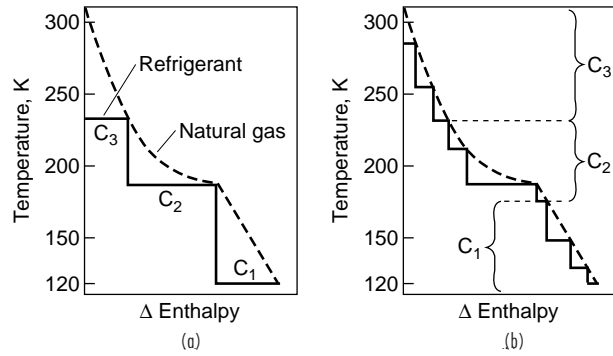 300
250
200
150
120
Temperature, K
Refrigerant
Natural gas
C₃
C₂
C₁
Δ Enthalpy
(a)
300
250
200
150
120
Temperature, K
C₃
C₂
C₁
Δ Enthalpy
(b)